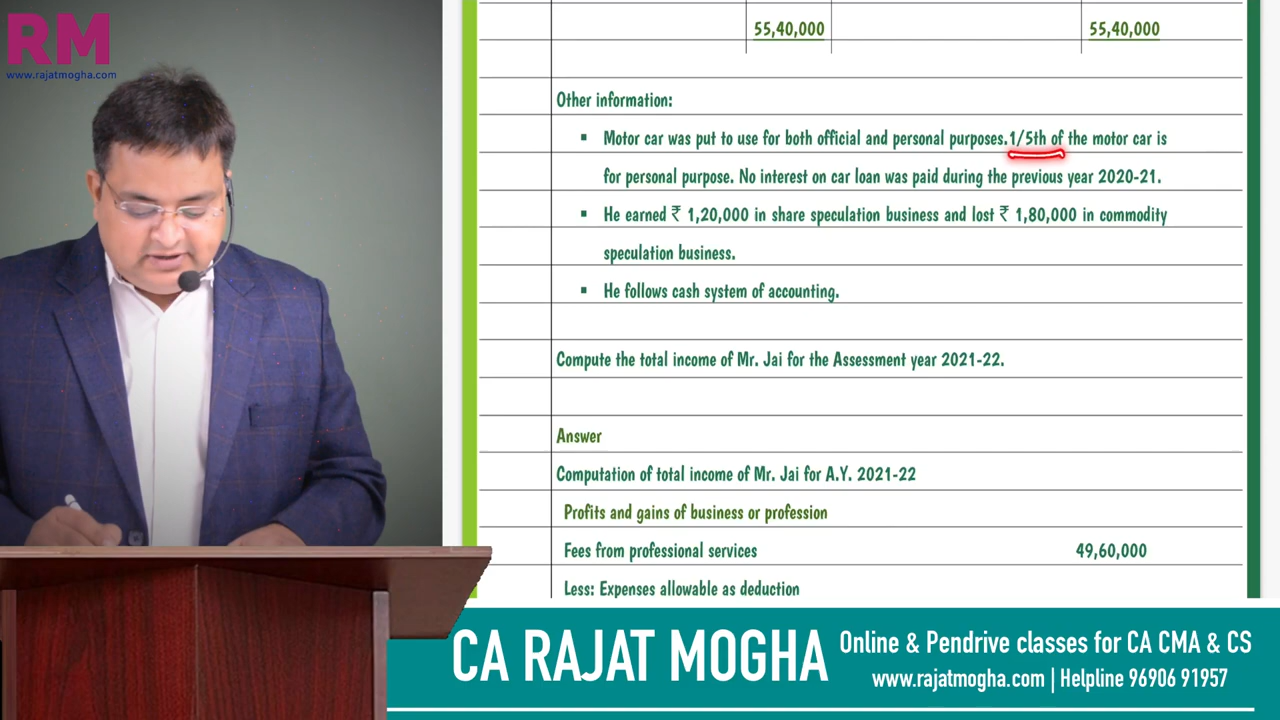 RM
www.rajatmogha.com
55,40,000 55,40,000
Other information:
▪ Motor car was put to use for both official and personal purposes.1/5th of the motor car is
for personal purpose. No interest on car loan was paid during the previous year 2020-21.
▪ He earned ₹ 1,20,000 in share speculation business and lost ₹ 1,80,000 in commodity
speculation business.
▪ He follows cash system of accounting.
Compute the total income of Mr. Jai for the Assessment year 2021-22.
Answer
Computation of total income of Mr. Jai for A.Y. 2021-22
Profits and gains of business or profession
Fees from professional services 49,60,000
Less: Expenses allowable as deduction
CA RAJAT MOGHA
Online & Pendrive classes for CA CMA & CS
www.rajatmogha.com | Helpline 96906 91957